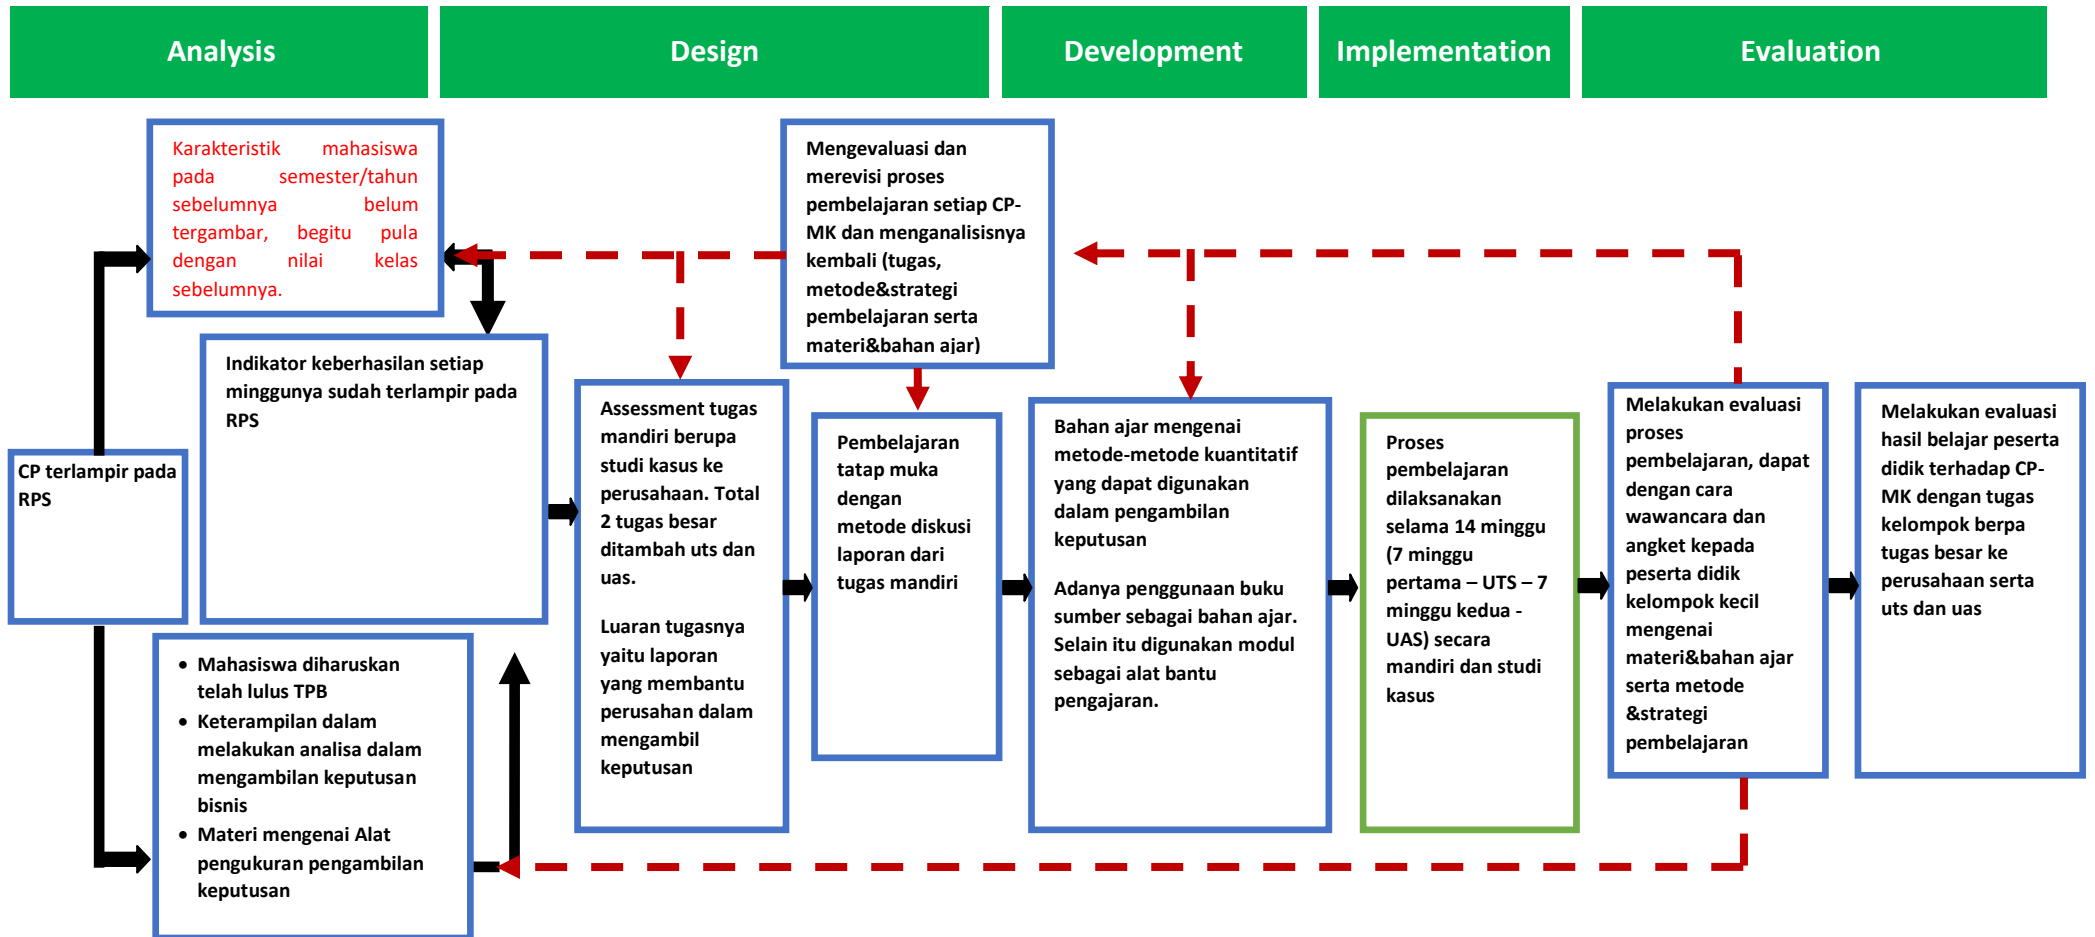 Analysis
Design
Development
Implementation
Evaluation
Karakteristik mahasiswa
pada semester/tahun
sebelumnya belum
tergambar, begitu pula
dengan nilai kelas
sebelumnya.
Indikator keberhasilan setiap
minggunya sudah terlampir pada
RPS
CP terlampir pada
RPS
• Mahasiswa diharuskan
telah lulus TPB
• Keterampilan dalam
melakukan analisa dalam
mengambilan keputusan
bisnis
• Materi mengenai Alat
pengukuran pengambilan
keputusan
Assessment tugas
mandiri berupa
studi kasus ke
perusahaan. Total
2 tugas besar
ditambah uts dan
uas.
Luaran tugasnya
yaitu laporan
yang membantu
perusahan dalam
mengambil
keputusan
Mengevaluasi dan
merevisi proses
pembelajaran setiap CP-
MK dan menganalisisnya
kembali (tugas,
metode&strategi
pembelajaran serta
materi&bahan ajar)
Pembelajaran
tatap muka
dengan
metode diskusi
laporan dari
tugas mandiri
Bahan ajar mengenai
metode-metode kuantitatif
yang dapat digunakan
dalam pengambilan
keputusan
Adanya penggunaan buku
sumber sebagai bahan ajar.
Selain itu digunakan modul
sebagai alat bantu
pengajaran.
Proses
pembelajaran
dilaksanakan
selama 14 minggu
(7 minggu
pertama – UTS – 7
minggu kedua -
UAS) secara
mandiri dan studi
kasus
Melakukan evaluasi
proses
pembelajaran, dapat
dengan cara
wawancara dan
angket kepada
peserta didik
kelompok kecil
mengenai
materi&bahan ajar
serta metode
&strategi
pembelajaran
Melakukan evaluasi
hasil belajar peserta
didik terhadap CP-
MK dengan tugas
kelompok berpa
tugas besar ke
perusahaan serta
uts dan uas